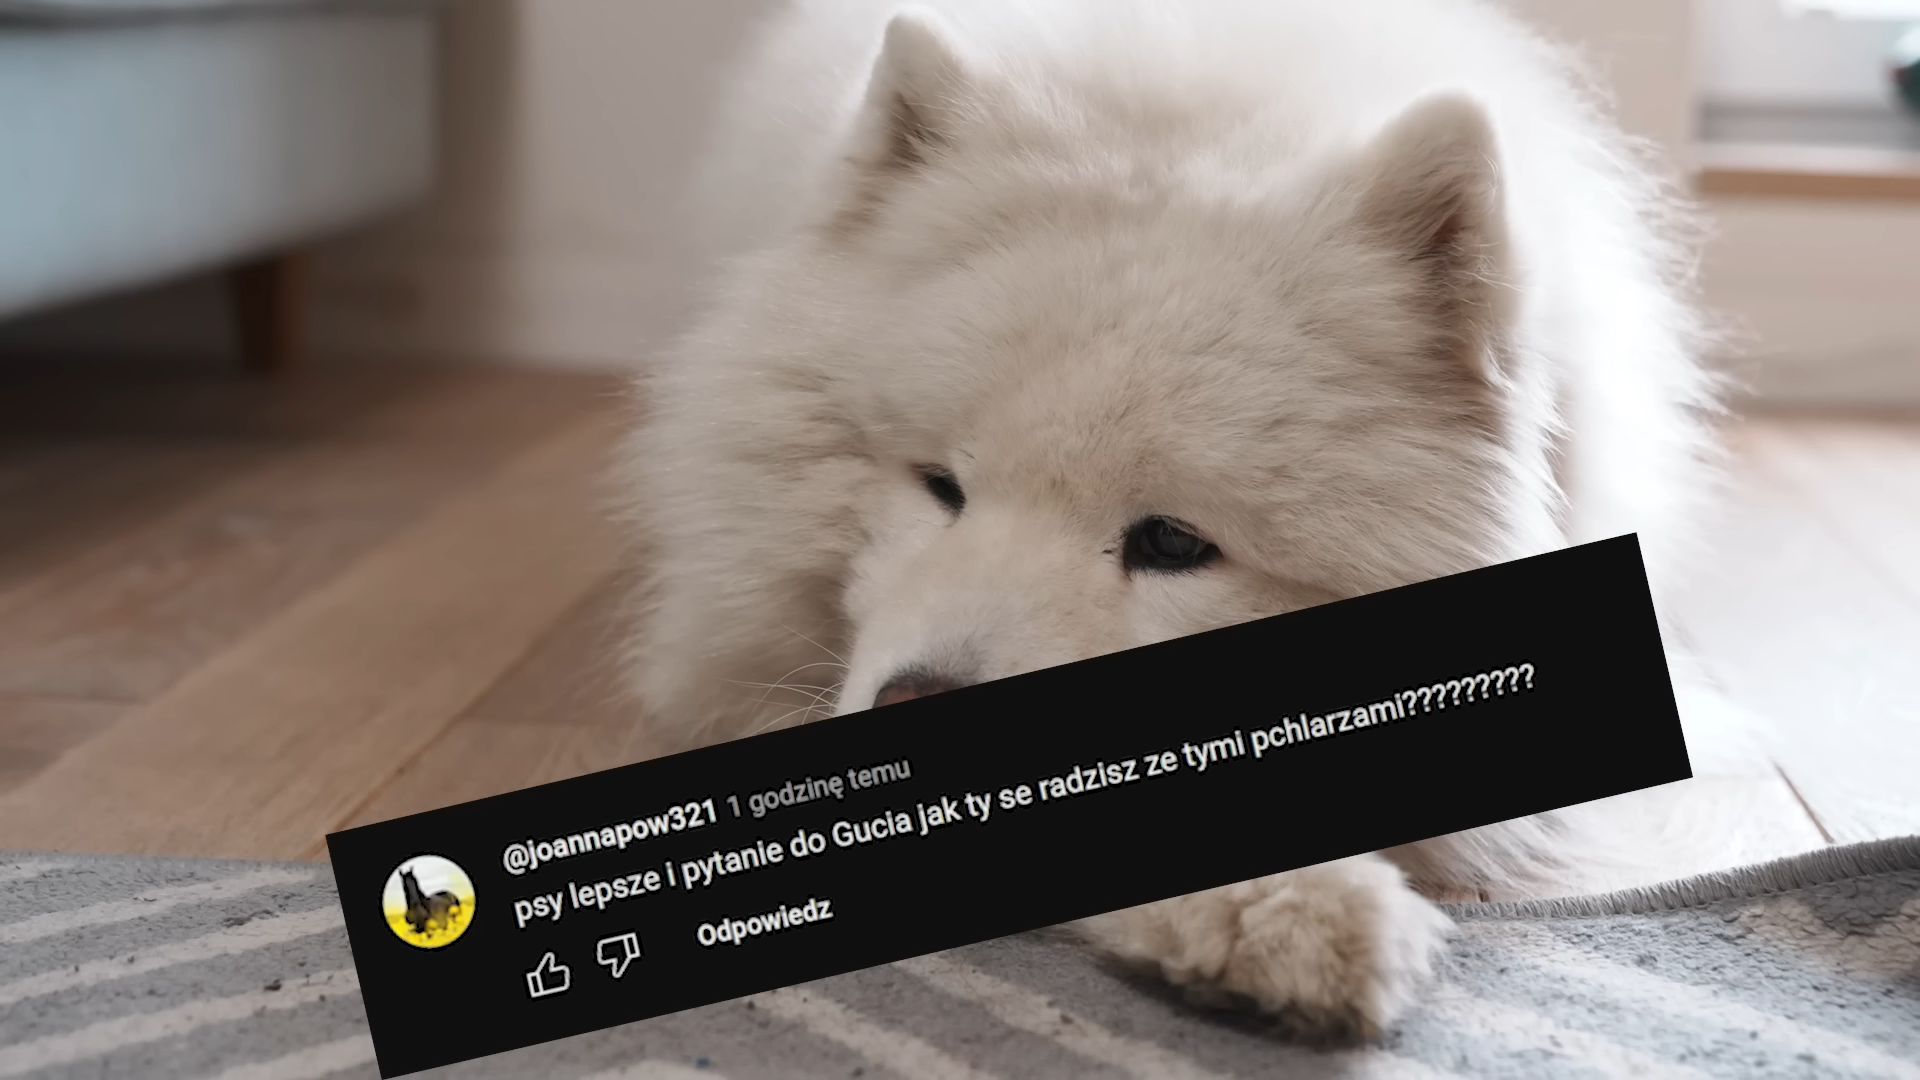 @joannapow321 1 godzinę temu
psy lepsze i pytanie do Gucia jak ty se radzisz ze tymi pchlarzami?????????
Odpowiedz